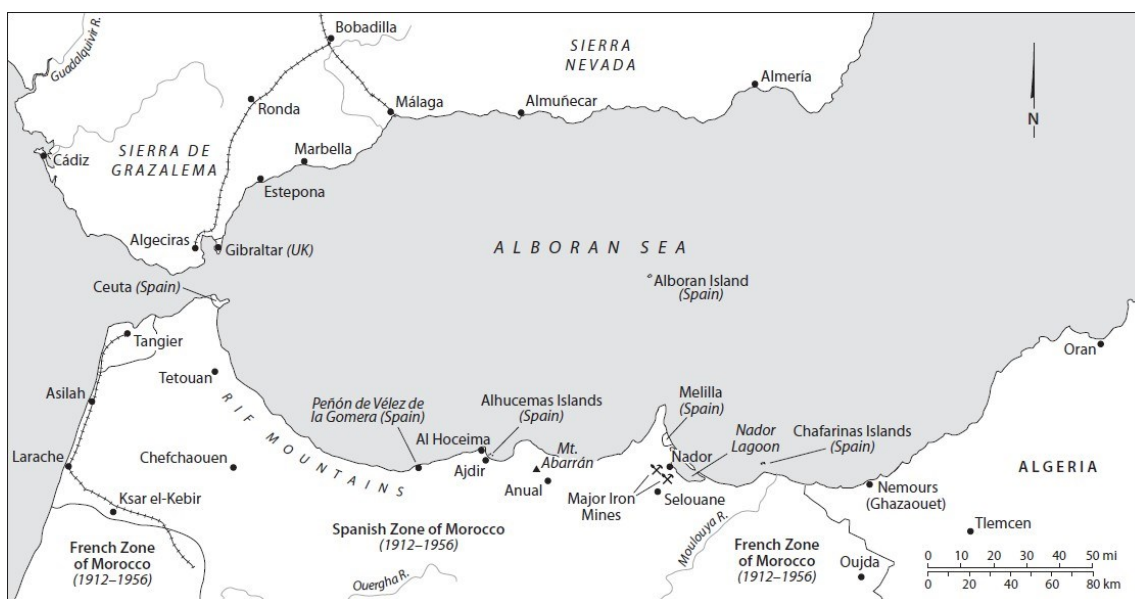 Bobadilla
Guadalquivir R.
SIERRA
NEVADA
Almería
Ronda
Málaga
Almuñecar
N
Cádiz
SIERRA DE
GRAZALEMA
Marbella
Estepona
Algeciras
Gibraltar (UK)
ALBORAN SEA
Ceuta (Spain)
Alboran Island
(Spain)
Tangier
Oran
Tetouan
Asilah
RIF MOUNTAINS
Peñón de Vélez de
la Gomera (Spain)
Alhucemas Islands
(Spain)
Melilla
(Spain)
Nador
Lagoon
Chafarinas Islands
(Spain)
Al Hoceima
Mt.
Abarrán
Larache
Chefchaouen
Ajdir
Anual
Nador
Major Iron
Mines
Selouane
ALGERIA
Nemours
(Ghazaouet)
Ksar el-Kebir
Tlemcen
Spanish Zone of Morocco
(1912–1956)
Moulouya R.
French Zone
of Morocco
(1912–1956)
French Zone
of Morocco
(1912–1956)
Oujda
Ouergha R.
0 10 20 30 40 50 mi
0 20 40 60 80 km